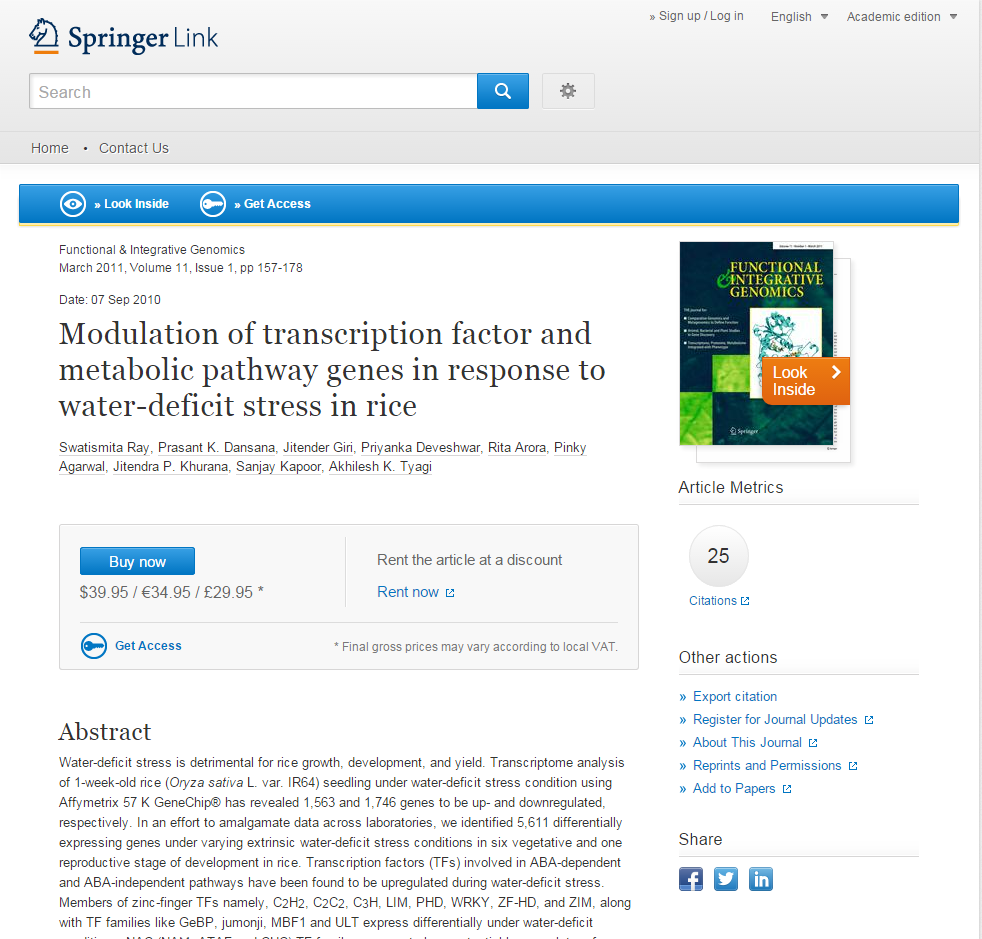 » Sign up / Log in English Academic edition
Springer Link
Search
Home • Contact Us
» Look Inside » Get Access
Functional & Integrative Genomics
March 2011, Volume 11, Issue 1, pp 157-178
Date: 07 Sep 2010
Modulation of transcription factor and
metabolic pathway genes in response to
water-deficit stress in rice
Swatismita Ray, Prasant K. Dansana, Jitender Giri, Priyanka Deveshwar, Rita Arora, Pinky
Agarwal, Jitendra P. Khurana, Sanjay Kapoor, Akhilesh K. Tyagi
Buy now
$39.95 / €34.95 / £29.95 *
Rent the article at a discount
Rent now
Get Access
* Final gross prices may vary according to local VAT.
Abstract
Water-deficit stress is detrimental for rice growth, development, and yield. Transcriptome analysis
of 1-week-old rice (Oryza sativa L. var. IR64) seedling under water-deficit stress condition using
Affymetrix 57 K GeneChip® has revealed 1,563 and 1,746 genes to be up- and downregulated,
respectively. In an effort to amalgamate data across laboratories, we identified 5,611 differentially
expressing genes under varying extrinsic water-deficit stress conditions in six vegetative and one
reproductive stage of development in rice. Transcription factors (TFs) involved in ABA-dependent
and ABA-independent pathways have been found to be upregulated during water-deficit stress.
Members of zinc-finger TFs namely, C2H2, C2C2, C3H, LIM, PHD, WRKY, ZF-HD, and ZIM, along
with TF families like GeBP, jumonji, MBF1 and ULT express differentially under water-deficit
FUNCTIONAL
& INTEGRATIVE
GENOMICS
Look
Inside
Springer
Article Metrics
25
Citations
Other actions
» Export citation
» Register for Journal Updates
» About This Journal
» Reprints and Permissions
» Add to Papers
Share